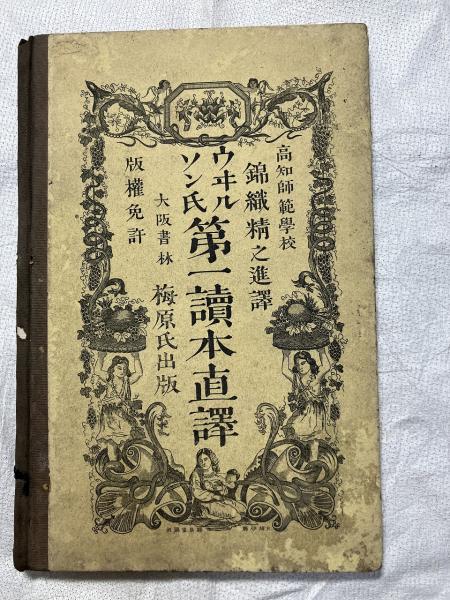 高知師範學校
錦織精之進譯
ウヰルソン氏
第一讀本直譯
大阪書林
梅原氏出版
版權免許